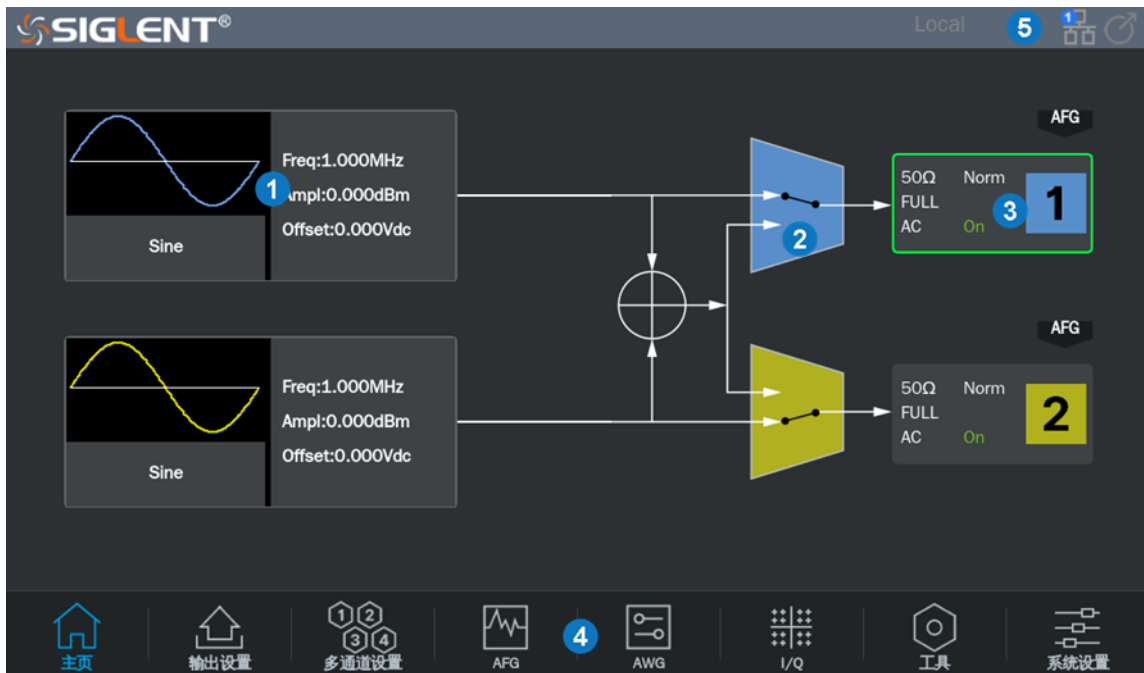 SIGLENT®
Local
5
1
AFG
Freq:1.000MHz
1
Ampl:0.000dBm
Offset:0.000Vdc
Sine
2
50Ω Norm
FULL
AC On
3
1
AFG
Freq:1.000MHz
Ampl:0.000dBm
Offset:0.000Vdc
Sine
50Ω Norm
FULL
AC On
2
1 2
3 4
4
主页
输出设置
多通道设置
AFG
AWG
I/Q
工具
系统设置